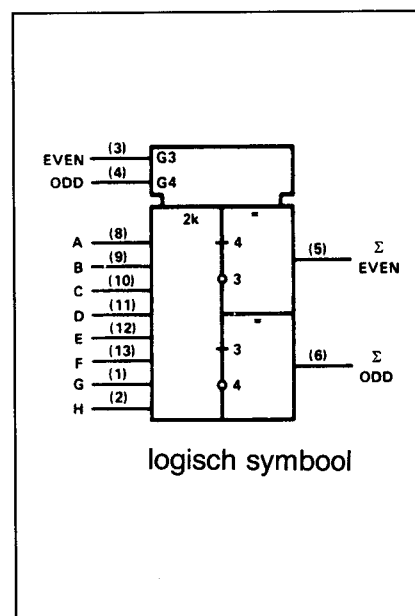 EVEN (3) G3
ODD (4) G4
2k
A (8)
B (9)
C (10)
D (11)
E (12)
F (13)
G (1)
H (2)
4
3
3
4
(5) Σ EVEN
(6) Σ ODD
logisch symbool